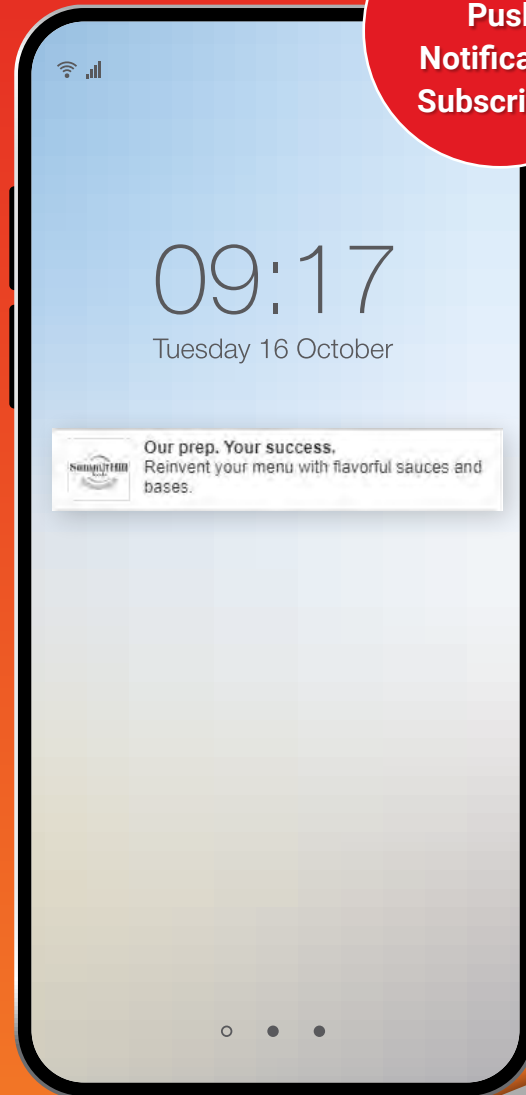 Push
Notifica
Subscri
09:17
Tuesday 16 October
SummitHill
Our prep. Your success.
Reinvent your menu with flavorful sauces and
bases.